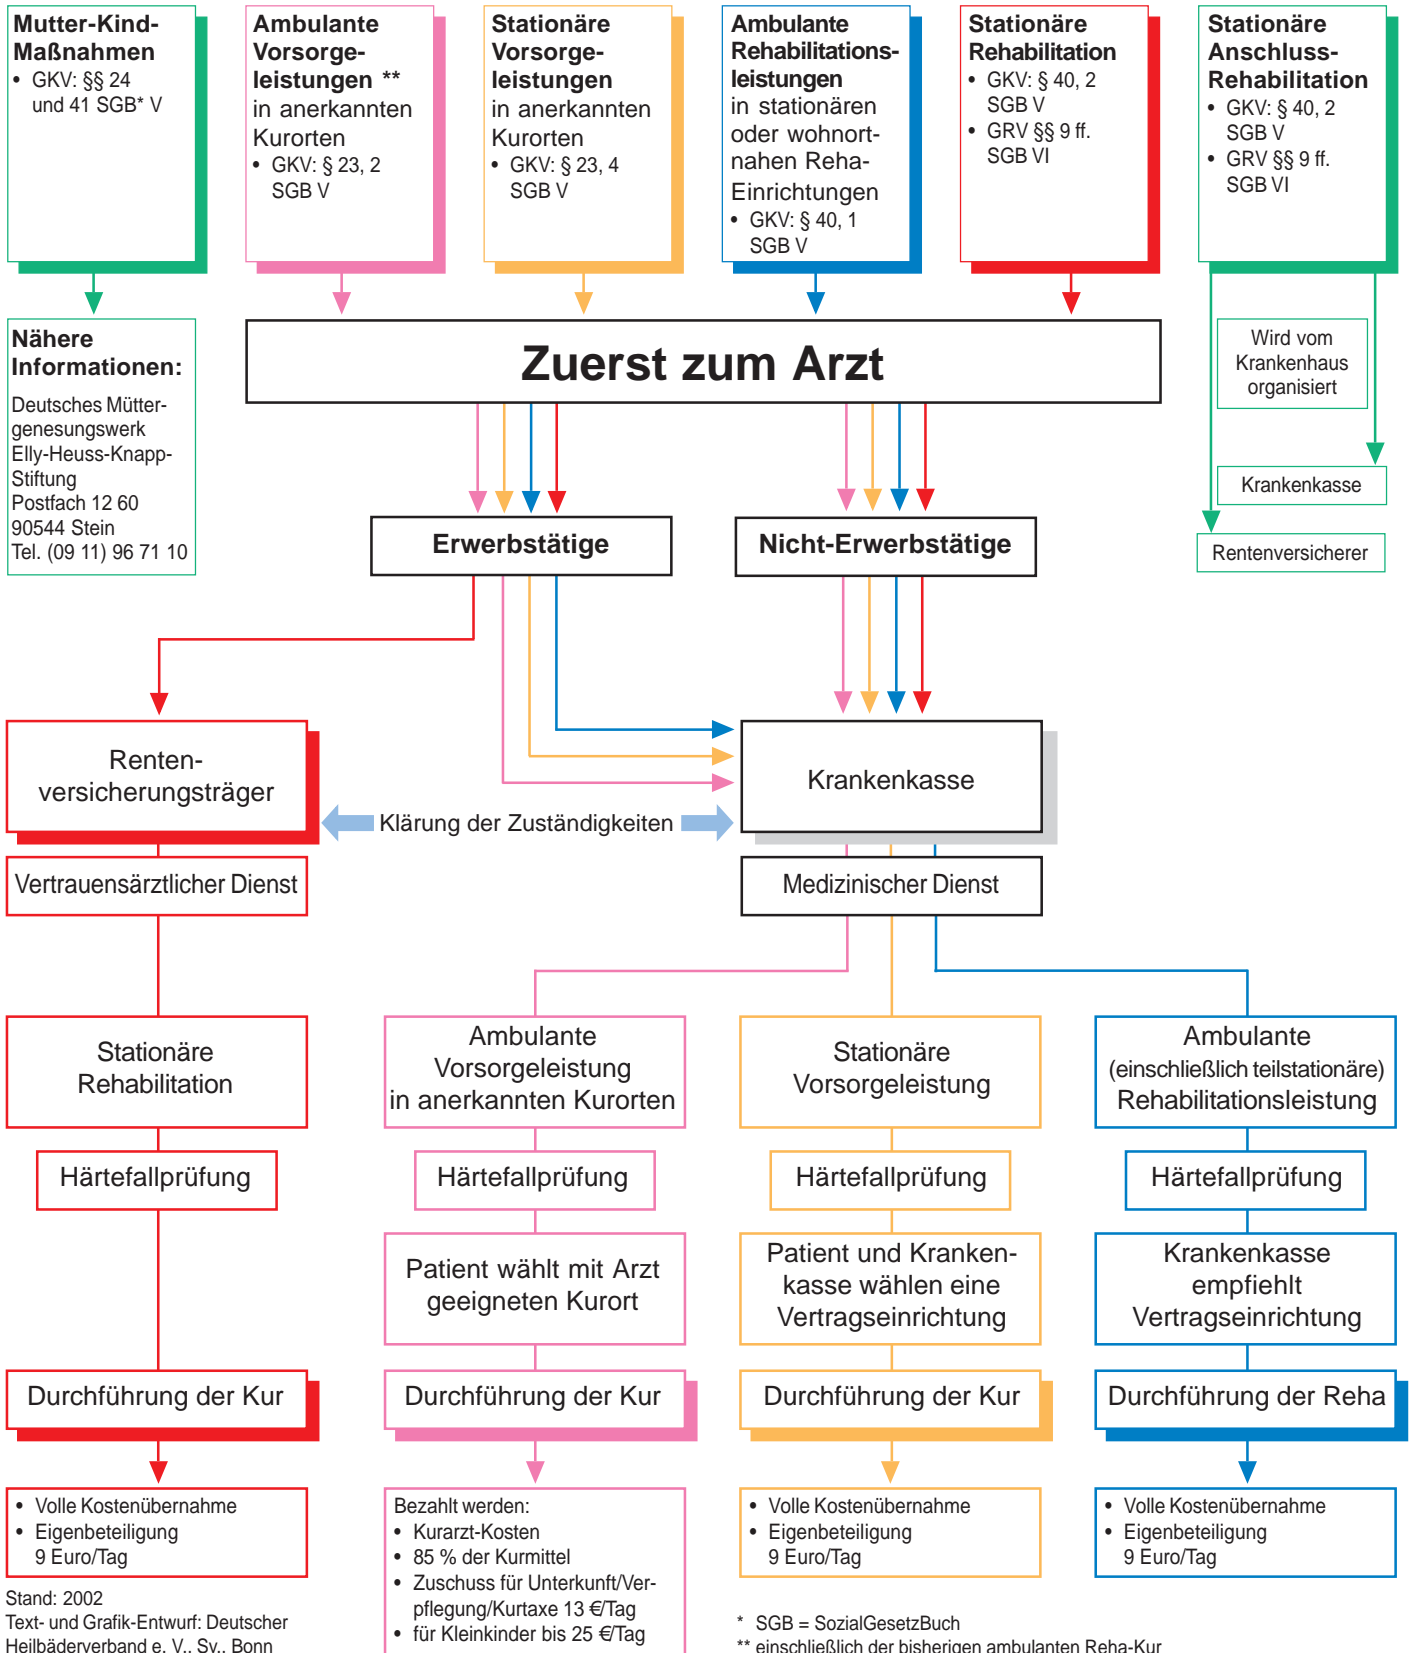 Mutter-Kind-
Maßnahmen
• GKV: §§ 24
und 41 SGB* V
Ambulante
Vorsorge-
leistungen **
in anerkannten
Kurorten
• GKV: § 23, 2
SGB V
Stationäre
Vorsorge-
leistungen
in anerkannten
Kurorten
• GKV: § 23, 4
SGB V
Ambulante
Rehabilitations-
leistungen
in stationären
oder wohnort-
nahen Reha-
Einrichtungen
• GKV: § 40, 1
SGB V
Stationäre
Rehabilitation
• GKV: § 40, 2
SGB V
• GRV §§ 9 ff.
SGB VI
Stationäre
Anschluss-
Rehabilitation
• GKV: § 40, 2
SGB V
• GRV §§ 9 ff.
SGB VI
Nähere
Informationen:
Deutsches Mütter-
genesungswerk
Elly-Heuss-Knapp-
Stiftung
Postfach 12 60
90544 Stein
Tel. (09 11) 96 71 10
Zuerst zum Arzt
Wird vom
Krankenhaus
organisiert
Krankenkasse
Rentenversicherer
Erwerbstätige
Nicht-Erwerbstätige
Renten-
versicherungsträger
Klärung der Zuständigkeiten
Krankenkasse
Vertrauensärztlicher Dienst
Medizinischer Dienst
Stationäre
Rehabilitation
Ambulante
Vorsorgeleistung
in anerkannten Kurorten
Stationäre
Vorsorgeleistung
Ambulante
(einschließlich teilstationäre)
Rehabilitationsleistung
Härtefallprüfung
Härtefallprüfung
Härtefallprüfung
Härtefallprüfung
Patient wählt mit Arzt
geeigneten Kurort
Patient und Kranken-
kasse wählen eine
Vertragseinrichtung
Krankenkasse
empfiehlt
Vertragseinrichtung
Durchführung der Kur
Durchführung der Kur
Durchführung der Kur
Durchführung der Reha
• Volle Kostenübernahme
• Eigenbeteiligung
9 Euro/Tag
Bezahlt werden:
• Kurarzt-Kosten
• 85 % der Kurmittel
• Zuschuss für Unterkunft/Ver-
pflegung/Kurtaxe 13 €/Tag
• für Kleinkinder bis 25 €/Tag
• Volle Kostenübernahme
• Eigenbeteiligung
9 Euro/Tag
• Volle Kostenübernahme
• Eigenbeteiligung
9 Euro/Tag
Stand: 2002
Text- und Grafik-Entwurf: Deutscher
Heilbäderverband e. V., Sv., Bonn
* SGB = SozialGesetzBuch
** einschließlich der bisherigen ambulanten Reha-Kur